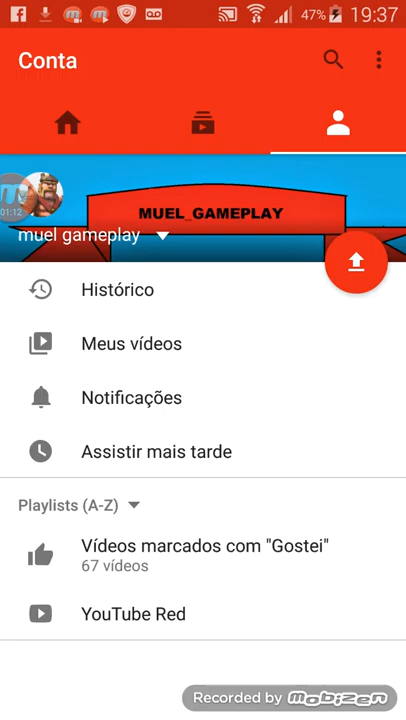 47% 19:37
Conta
MUEL_GAMEPLAY
01:12
muel gameplay
Histórico
Meus vídeos
Notificações
Assistir mais tarde
Playlists (A-Z)
Vídeos marcados com "Gostei"
67 vídeos
YouTube Red
Recorded by mobizen